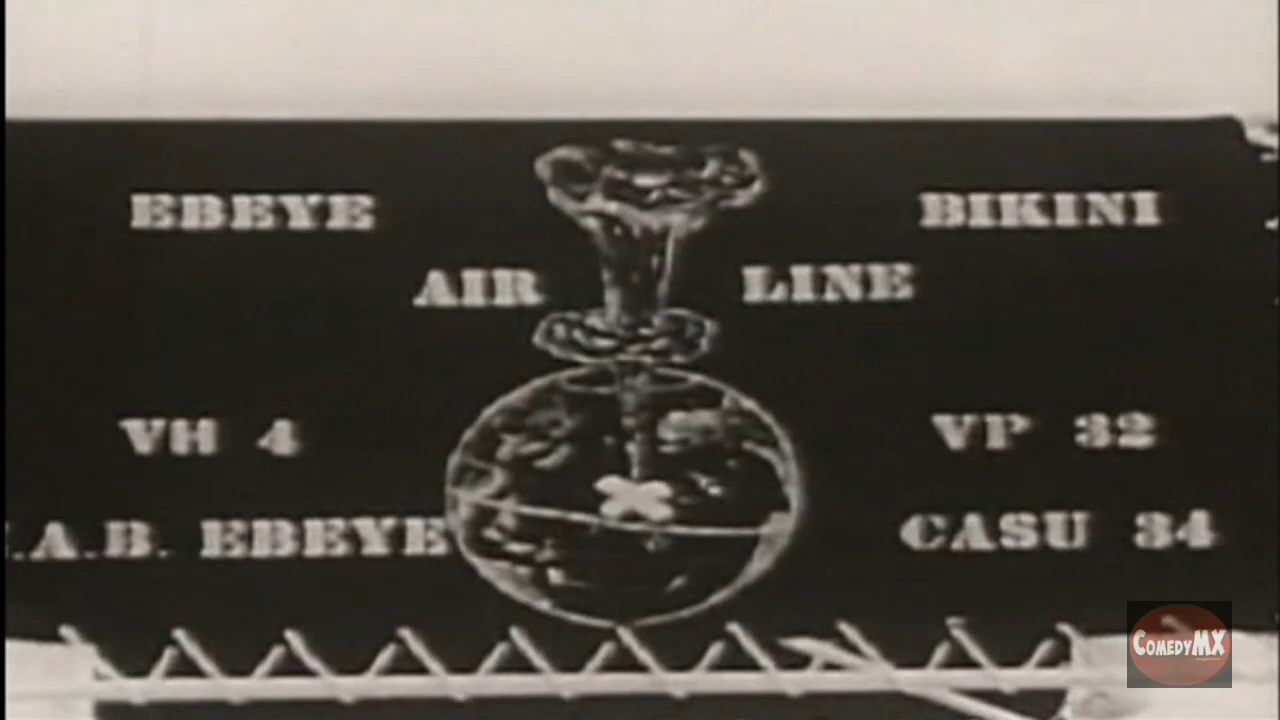 EBEYE BIKINI
AIR LINE
VH 4 VP 32
.A.B. EBEYE CASU 34
COMEDYMX